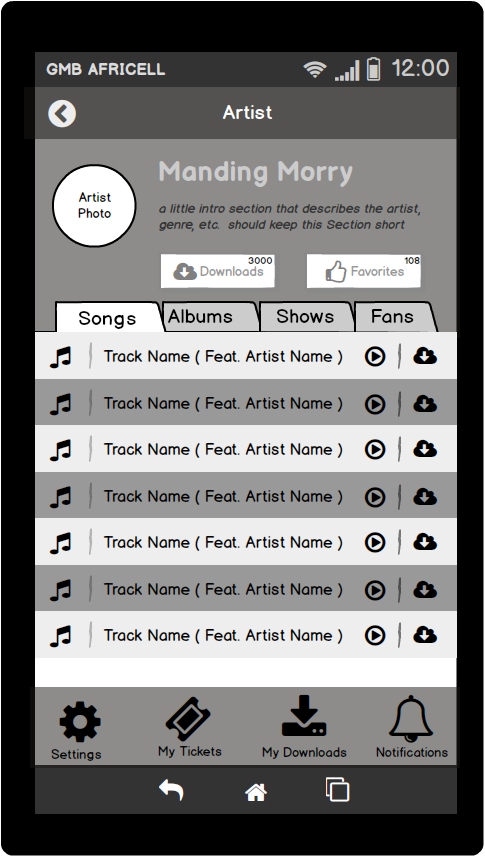 GMB AFRICELL 12:00
Artist
Manding Morry
Artist
Photo
a little intro section that describes the artist,
genre, etc. should keep this Section short
3000
Downloads
108
Favorites
Songs Albums Shows Fans
Track Name ( Feat. Artist Name )
Track Name ( Feat. Artist Name )
Track Name ( Feat. Artist Name )
Track Name ( Feat. Artist Name )
Track Name ( Feat. Artist Name )
Track Name ( Feat. Artist Name )
Track Name ( Feat. Artist Name )
Settings My Tickets My Downloads Notifications